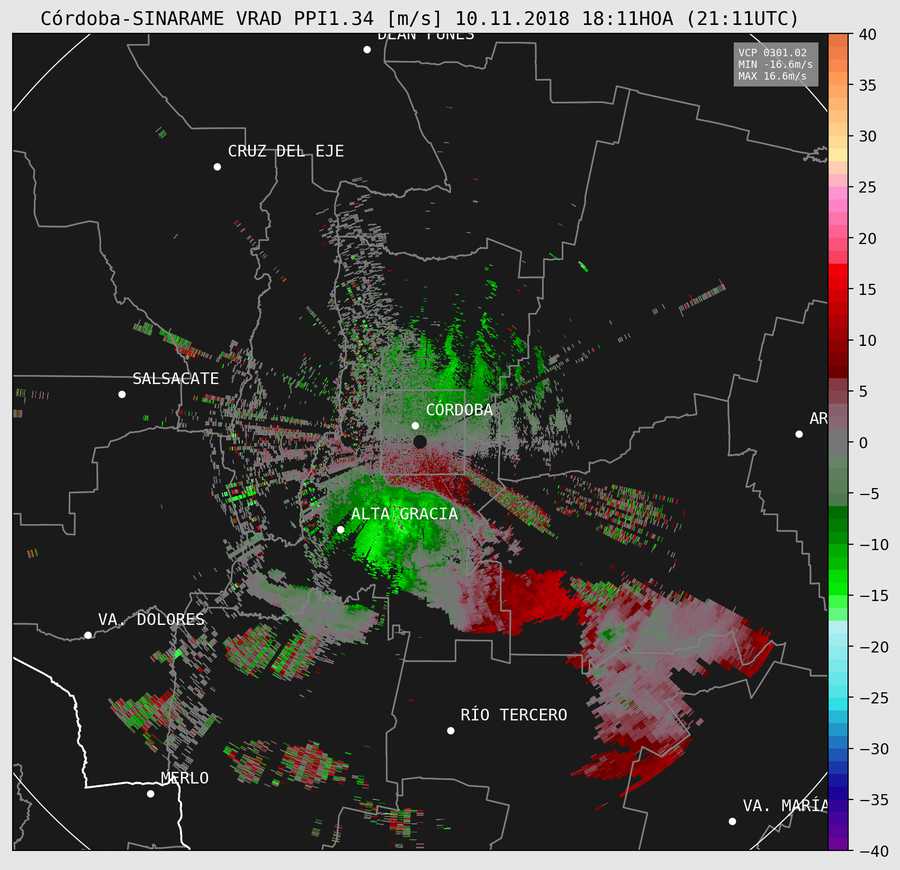 Córdoba-SINARAME VRAD PPI1.34 [m/s] 10.11.2018 18:11HOA (21:11UTC)
DEAN FUNES
VCP 0301.02
MIN -16.6m/s
MAX 16.6m/s
CRUZ DEL EJE
SALSACATE
CÓRDOBA
AR
ALTA GRACIA
VA. DOLORES
RÍO TERCERO
MERLO
VA. MARÍA
40
35
30
25
20
15
10
5
0
−5
−10
−15
−20
−25
−30
−35
−40